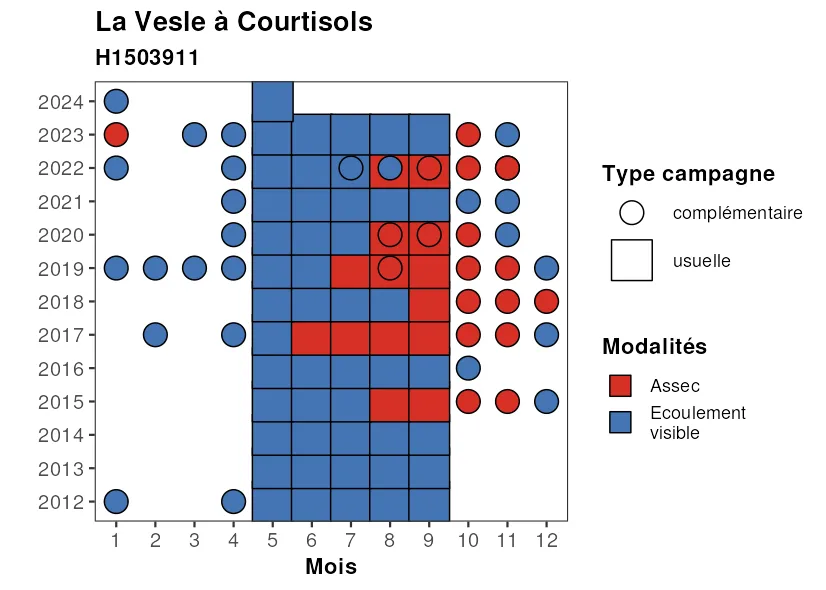 La Vesle à Courtisols
H1503911
2024
2023
2022
2021
2020
2019
2018
2017
2016
2015
2014
2013
2012
1 2 3 4 5 6 7 8 9 10 11 12
Mois
Type campagne
complémentaire
usuelle
Modalités
Assec
Ecoulement
visible